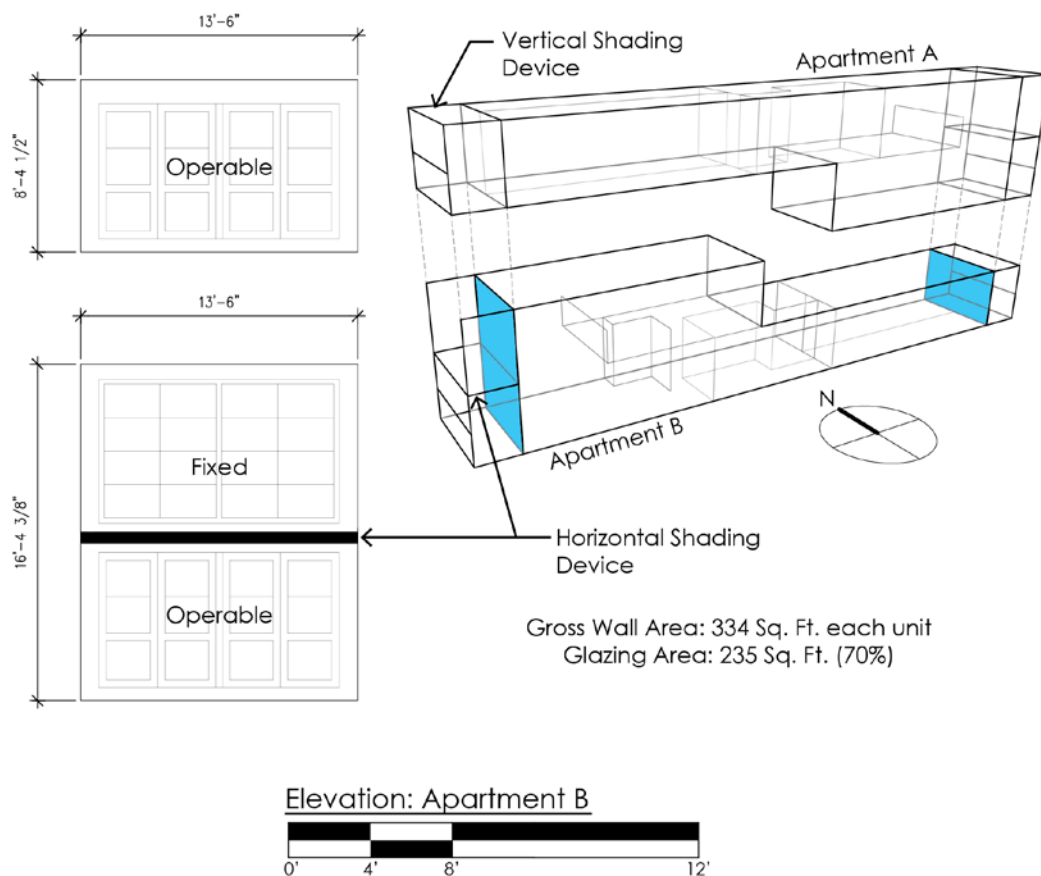 13'-6"
8'-4 1/2"
Operable
Vertical Shading
Device
Apartment A
13'-6"
16'-4 3/8"
Fixed
Operable
Apartment B
N
Horizontal Shading
Device
Gross Wall Area: 334 Sq. Ft. each unit
Glazing Area: 235 Sq. Ft. (70%)
Elevation: Apartment B
0' 4' 8' 12'